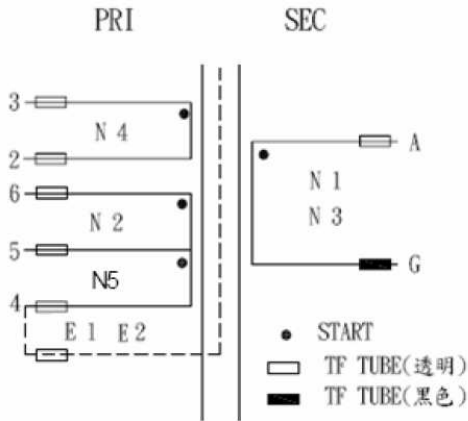 PRI SEC
3
N 4
2
A
6
N 1
N 2
N 3
5
N5
G
4
E 1 E 2
START
TF TUBE(透明)
TF TUBE(黑色)